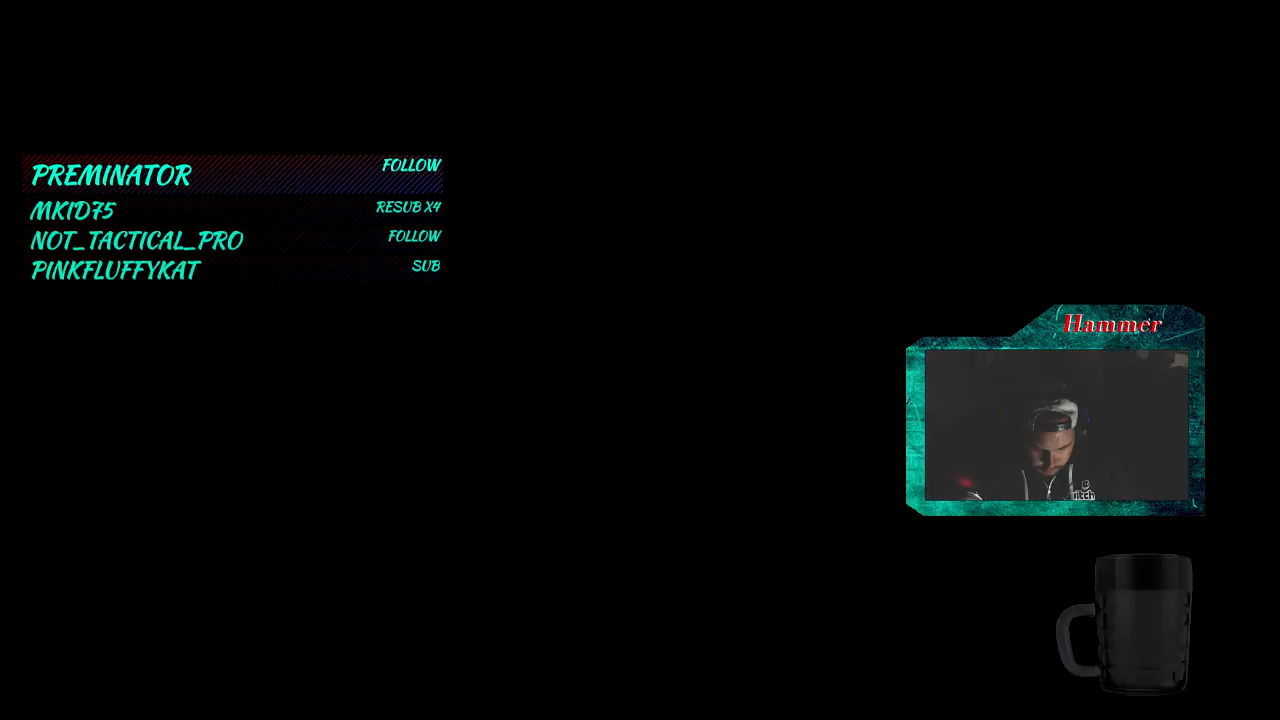 PREMINATOR FOLLOW
MKID75 RESUB X4
NOT_TACTICAL_PRO FOLLOW
PINKFLUFFYKAT SUB
Hammer